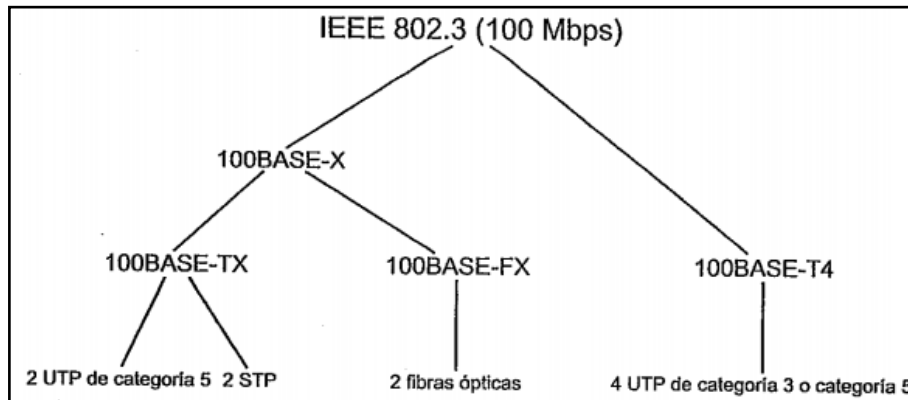 IEEE 802.3 (100 Mbps)
100BASE-X
100BASE-TX
100BASE-FX
100BASE-T4
2 UTP de categoría 5
2 STP
2 fibras ópticas
4 UTP de categoría 3 o categoría 5